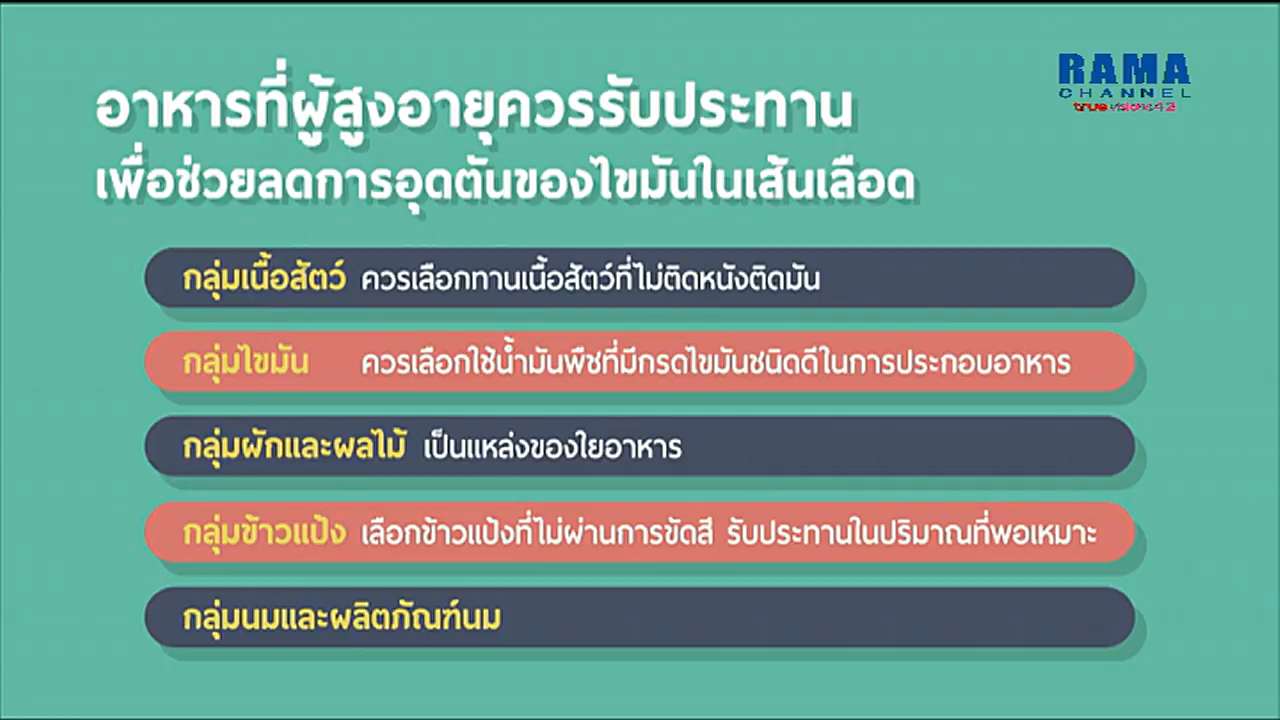 RAMA
CHANNEL
true visions 42
อาหารที่ผู้สูงอายุควรรับประทาน
เพื่อช่วยลดการอุดตันของไขมันในเส้นเลือด
กลุ่มเนื้อสัตว์ ควรเลือกทานเนื้อสัตว์ที่ไม่ติดหนังติดมัน
กลุ่มไขมัน ควรเลือกใช้น้ำมันพืชที่มีกรดไขมันชนิดดีในการประกอบอาหาร
กลุ่มผักและผลไม้ เป็นแหล่งของใยอาหาร
กลุ่มข้าวแป้ง เลือกข้าวแป้งที่ไม่ผ่านการขัดสี รับประทานในปริมาณที่พอเหมาะ
กลุ่มนมและผลิตภัณฑ์นม